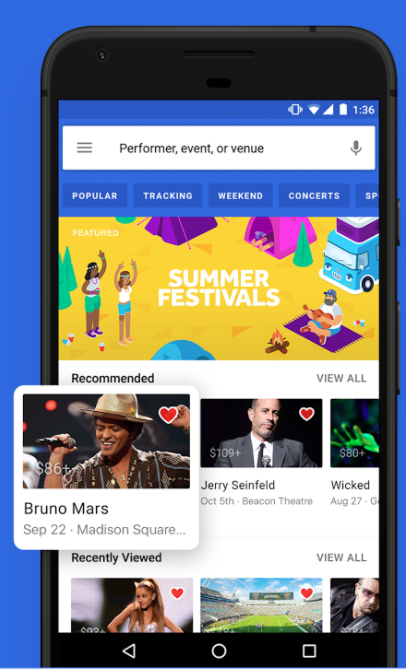 1:36
Performer, event, or venue
POPULAR TRACKING WEEKEND CONCERTS SP
FEATURED
SUMMER
FESTIVALS
Recommended VIEW ALL
$86+ $109+ $80+
Bruno Mars
Sep 22 · Madison Square...
Jerry Seinfeld
Oct 5th · Beacon Theatre
Wicked
Aug 27 · Ge
Recently Viewed VIEW ALL